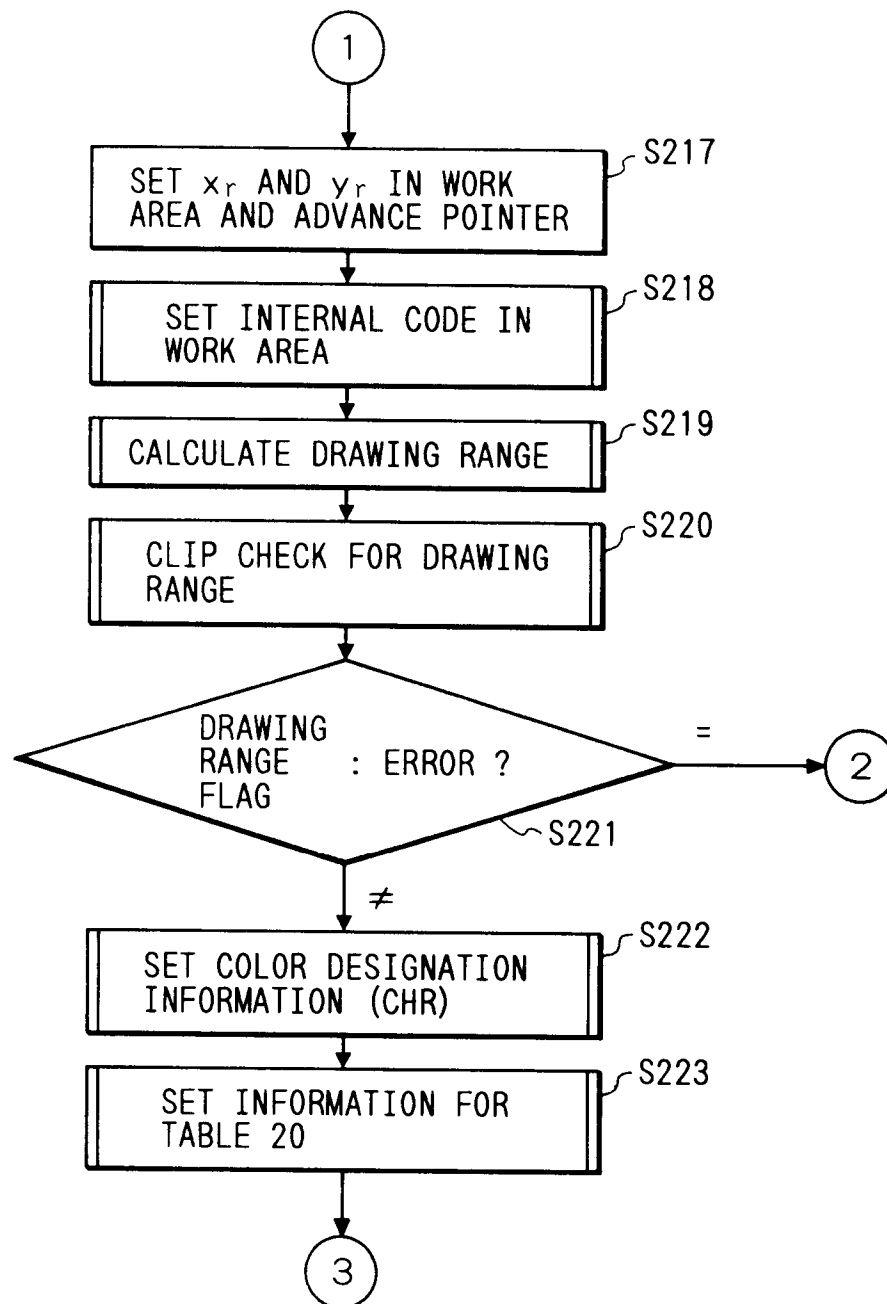 1
S217
SET xr AND yr IN WORK
AREA AND ADVANCE POINTER
S218
SET INTERNAL CODE IN
WORK AREA
S219
CALCULATE DRAWING RANGE
S220
CLIP CHECK FOR DRAWING
RANGE
DRAWING
RANGE : ERROR ?
FLAG
=
2
S221
≠
S222
SET COLOR DESIGNATION
INFORMATION (CHR)
S223
SET INFORMATION FOR
TABLE 20
3